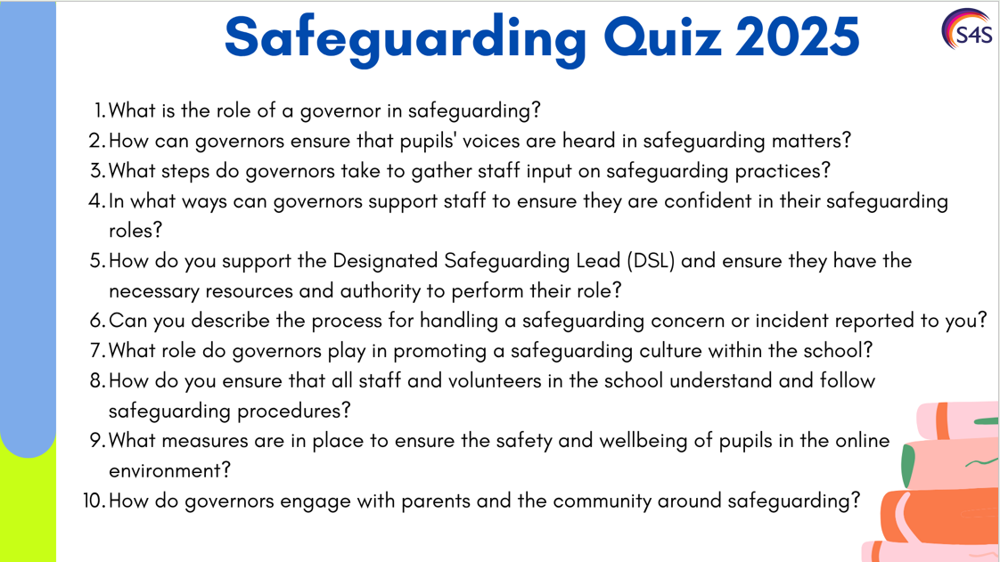 Safeguarding Quiz 2025
S4S
1. What is the role of a governor in safeguarding?
2. How can governors ensure that pupils' voices are heard in safeguarding matters?
3. What steps do governors take to gather staff input on safeguarding practices?
4. In what ways can governors support staff to ensure they are confident in their safeguarding
roles?
5. How do you support the Designated Safeguarding Lead (DSL) and ensure they have the
necessary resources and authority to perform their role?
6. Can you describe the process for handling a safeguarding concern or incident reported to you?
7. What role do governors play in promoting a safeguarding culture within the school?
8. How do you ensure that all staff and volunteers in the school understand and follow
safeguarding procedures?
9. What measures are in place to ensure the safety and wellbeing of pupils in the online
environment?
10. How do governors engage with parents and the community around safeguarding?